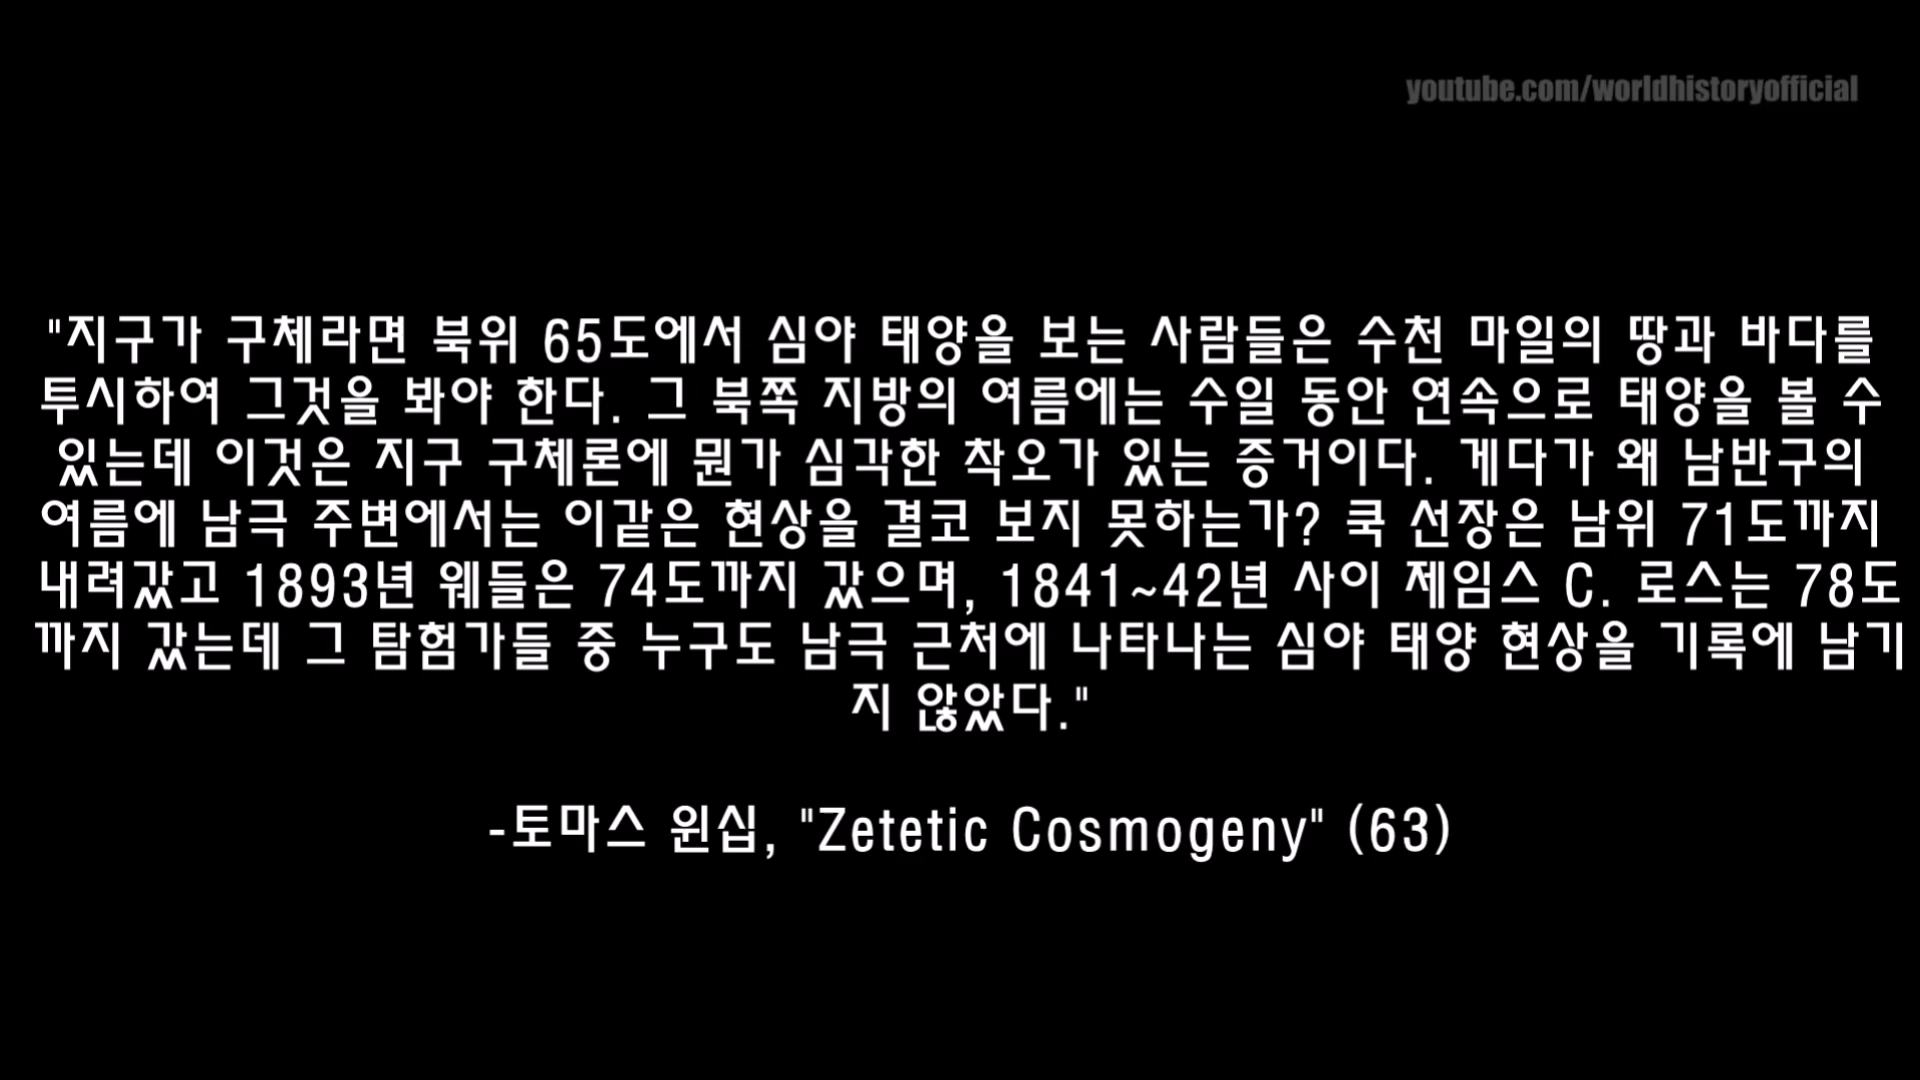 youtube.com/worldhistoryofficial
"지구가 구체라면 북위 65도에서 심야 태양을 보는 사람들은 수천 마일의 땅과 바다를
투시하여 그것을 봐야 한다. 그 북쪽 지방의 여름에는 수일 동안 연속으로 태양을 볼 수
있는데 이것은 지구 구체론에 뭔가 심각한 착오가 있는 증거이다. 게다가 왜 남반구의
여름에 남극 주변에서는 이같은 현상을 결코 보지 못하는가? 쿡 선장은 남위 71도까지
내려갔고 1893년 웨들은 74도까지 갔으며, 1841~42년 사이 제임스 C. 로스는 78도
까지 갔는데 그 탐험가들 중 누구도 남극 근처에 나타나는 심야 태양 현상을 기록에 남기
지 않았다."
-토마스 윈십, "Zetetic Cosmogeny" (63)